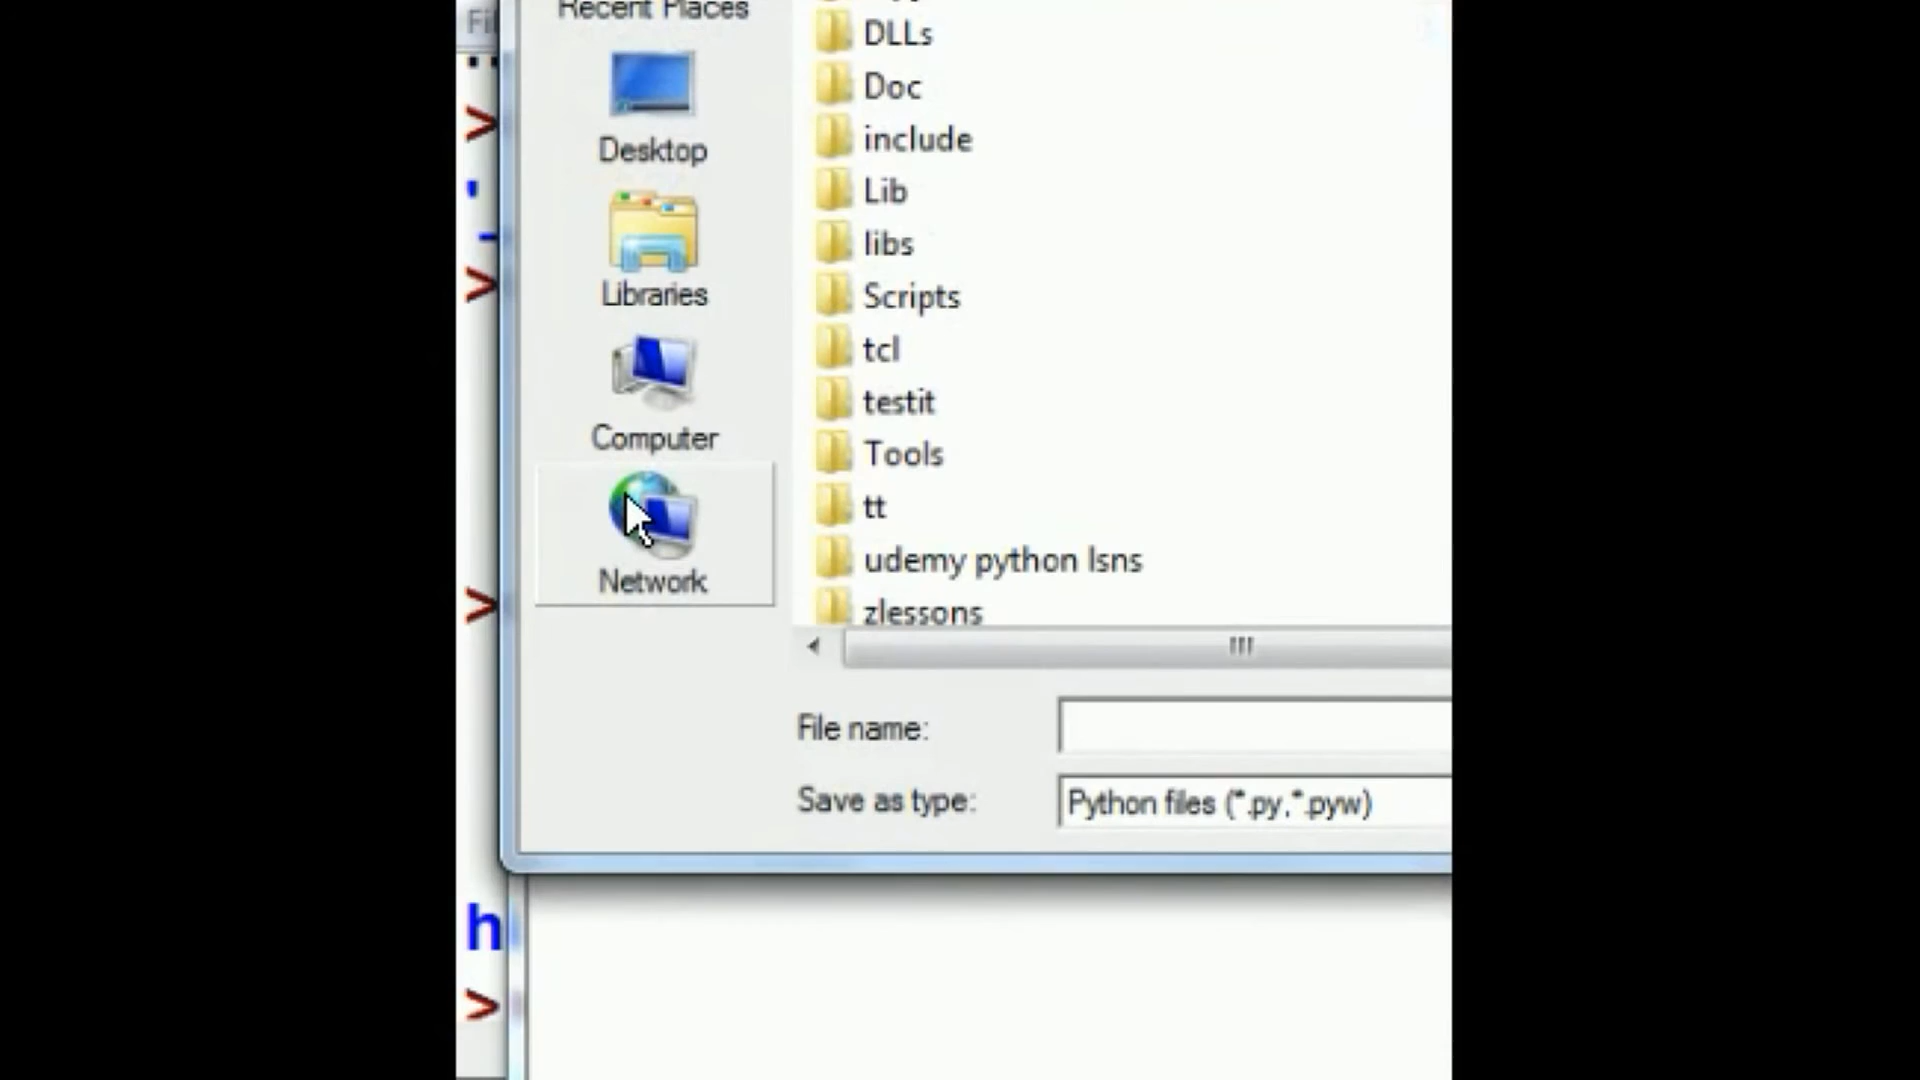 Fil
Recent Places
Desktop
Libraries
Computer
Network
DLLs
Doc
include
Lib
libs
Scripts
tcl
testit
Tools
tt
udemy python lsns
zlessons
File name:
Save as type:
Python files (*.py,*.pyw)
>
'
-
>
>
h
>